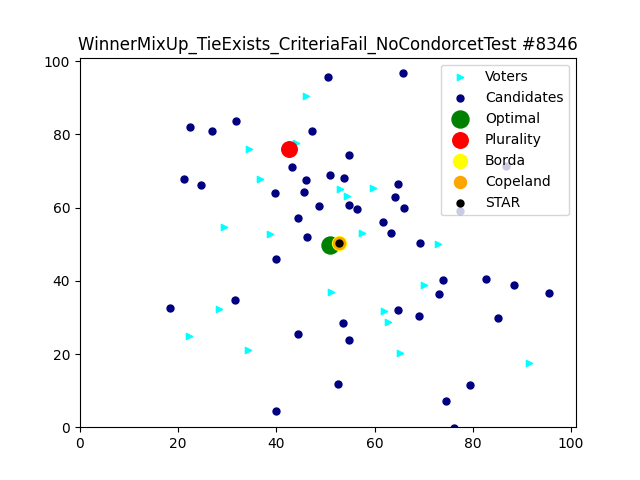 WinnerMixUp_TieExists_CriteriaFail_NoCondorcetTest #8346
100
80
60
40
20
0
0 20 40 60 80 100
Voters
Candidates
Optimal
Plurality
Borda
Copeland
STAR